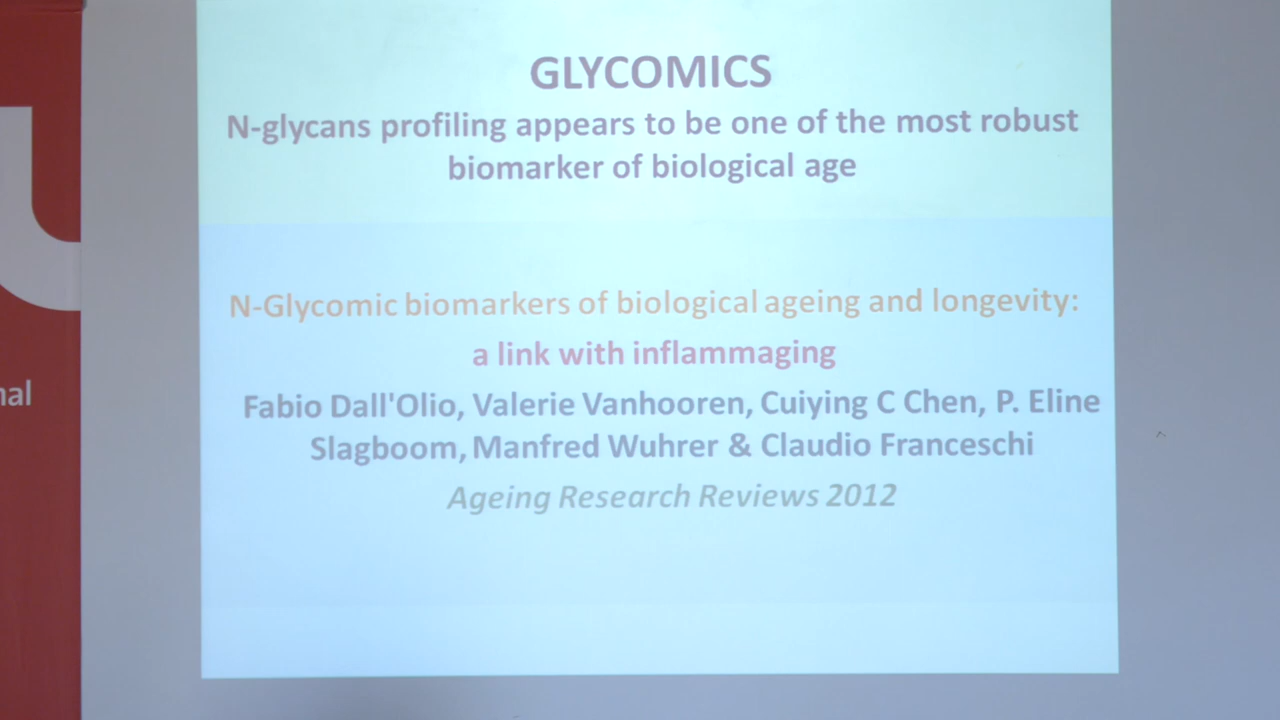 GLYCOMICS
N-glycans profiling appears to be one of the most robust
biomarker of biological age
N-Glycomic biomarkers of biological ageing and longevity:
a link with inflammaging
Fabio Dall'Olio, Valerie Vanhooren, Cuiying C Chen, P. Eline
Slagboom, Manfred Wuhrer & Claudio Franceschi
Ageing Research Reviews 2012
nal